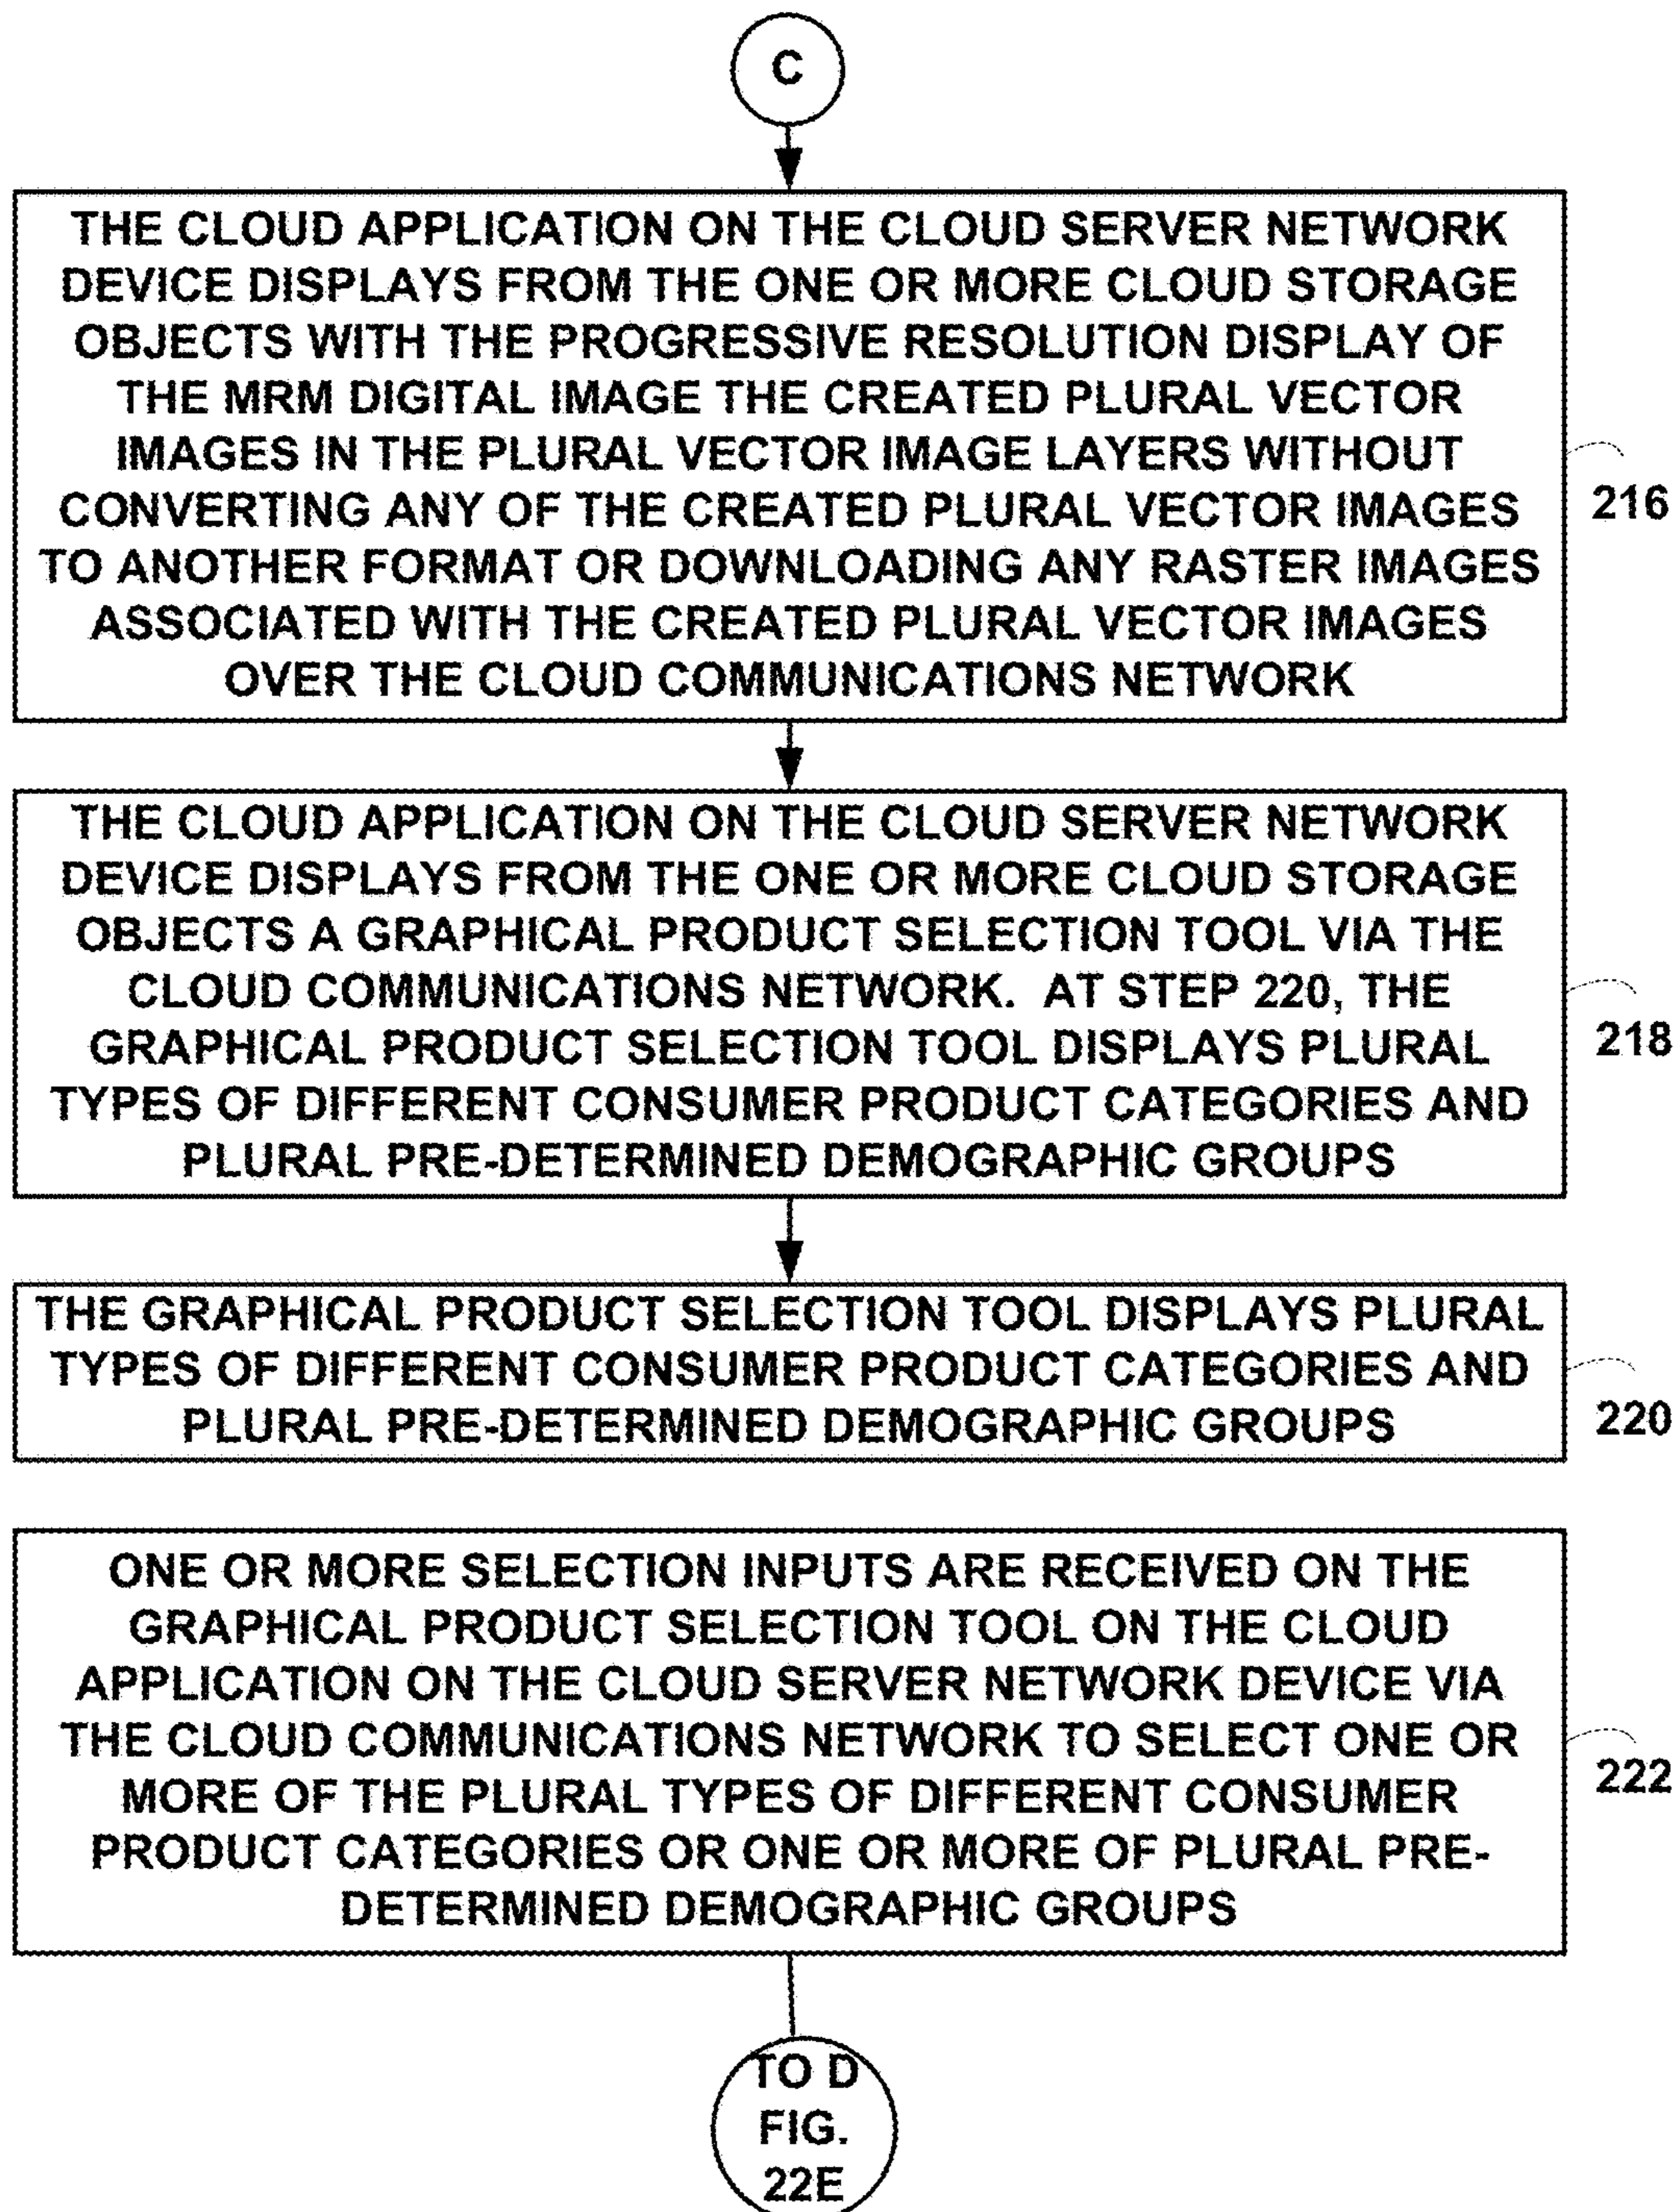 C
THE CLOUD APPLICATION ON THE CLOUD SERVER NETWORK
DEVICE DISPLAYS FROM THE ONE OR MORE CLOUD STORAGE
OBJECTS WITH THE PROGRESSIVE RESOLUTION DISPLAY OF
THE MRM DIGITAL IMAGE THE CREATED PLURAL VECTOR
IMAGES IN THE PLURAL VECTOR IMAGE LAYERS WITHOUT
CONVERTING ANY OF THE CREATED PLURAL VECTOR IMAGES
TO ANOTHER FORMAT OR DOWNLOADING ANY RASTER IMAGES
ASSOCIATED WITH THE CREATED PLURAL VECTOR IMAGES
OVER THE CLOUD COMMUNICATIONS NETWORK
216
THE CLOUD APPLICATION ON THE CLOUD SERVER NETWORK
DEVICE DISPLAYS FROM THE ONE OR MORE CLOUD STORAGE
OBJECTS A GRAPHICAL PRODUCT SELECTION TOOL VIA THE
CLOUD COMMUNICATIONS NETWORK. AT STEP 220, THE
GRAPHICAL PRODUCT SELECTION TOOL DISPLAYS PLURAL
TYPES OF DIFFERENT CONSUMER PRODUCT CATEGORIES AND
PLURAL PRE-DETERMINED DEMOGRAPHIC GROUPS
218
THE GRAPHICAL PRODUCT SELECTION TOOL DISPLAYS PLURAL
TYPES OF DIFFERENT CONSUMER PRODUCT CATEGORIES AND
PLURAL PRE-DETERMINED DEMOGRAPHIC GROUPS
220
ONE OR MORE SELECTION INPUTS ARE RECEIVED ON THE
GRAPHICAL PRODUCT SELECTION TOOL ON THE CLOUD
APPLICATION ON THE CLOUD SERVER NETWORK DEVICE VIA
THE CLOUD COMMUNICATIONS NETWORK TO SELECT ONE OR
MORE OF THE PLURAL TYPES OF DIFFERENT CONSUMER
PRODUCT CATEGORIES OR ONE OR MORE OF PLURAL PRE-
DETERMINED DEMOGRAPHIC GROUPS
222
TO D
FIG.
22E